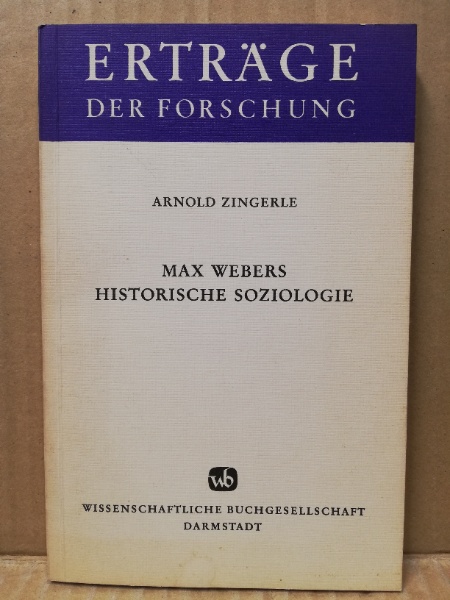 ERTRÄGE
DER FORSCHUNG
ARNOLD ZINGERLE
MAX WEBERS
HISTORISCHE SOZIOLOGIE
wb
WISSENSCHAFTLICHE BUCHGESELLSCHAFT
DARMSTADT